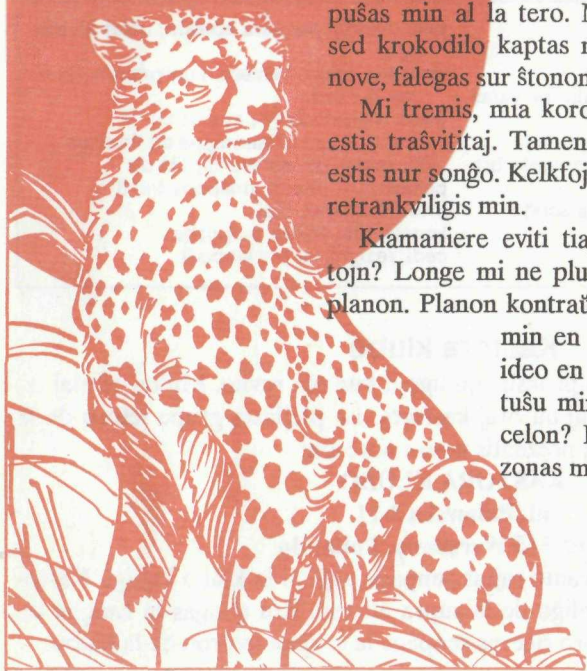 puŝas min al la tero.
sed krokodilo kaptas
nove, falegas sur ŝtonon
Mi tremis, mia kor
estis traŝvititaj. Tamen
estis nur sonĝo. Kelkfoj
retrankviligis min.
Kiamaniere eviti tia
tojn? Longe mi ne plu
planon. Planon kontraŭ
min en
ideo en
tuŝu mi
celon?
zonas m